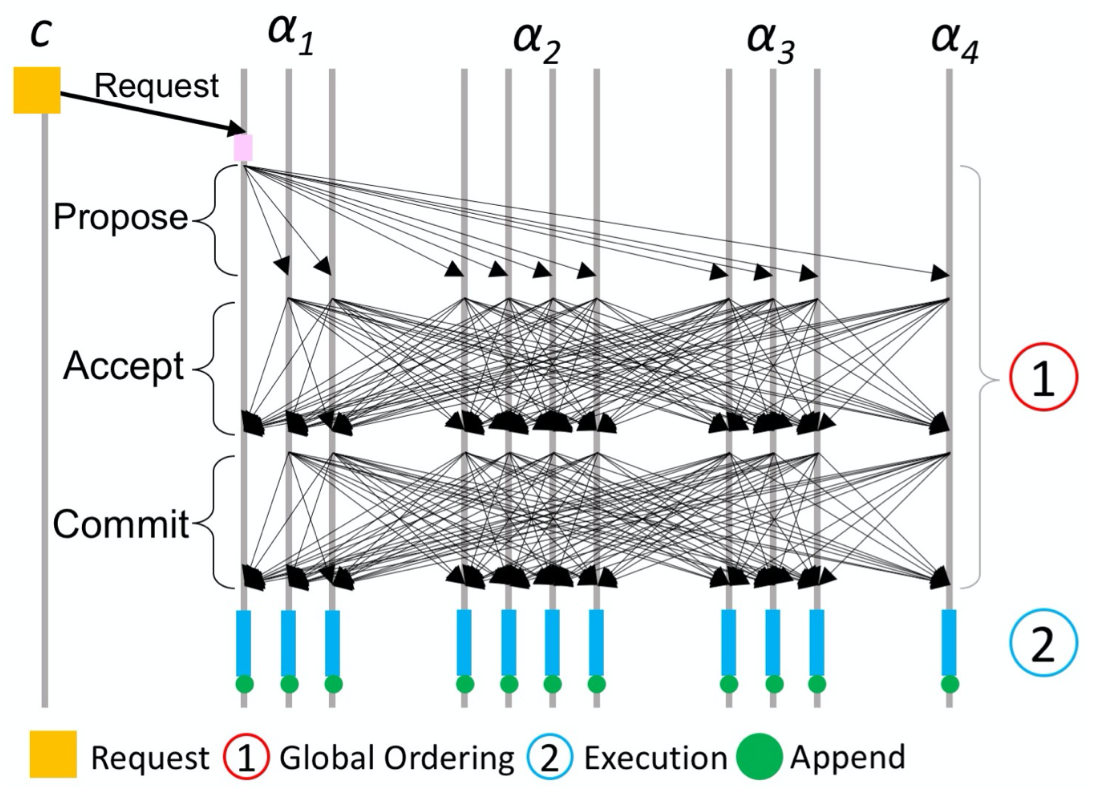 c α1 α2 α3 α4
Request
Propose
Accept
1
Commit
2
Request 1 Global Ordering 2 Execution Append